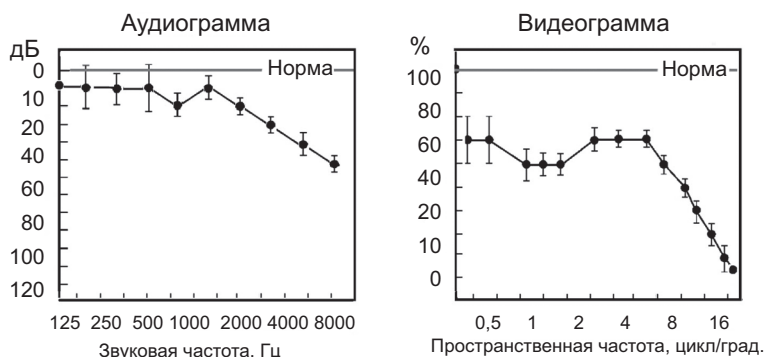 Аудиограмма
дБ
0
10
20
40
60
80
100
120
Норма
125 250 500 1000 2000 4000 8000
Звуковая частота, Гц
Видеограмма
%
100
80
60
40
20
10
0
Норма
0,5 1 2 4 8 16
Пространственная частота, цикл/град.